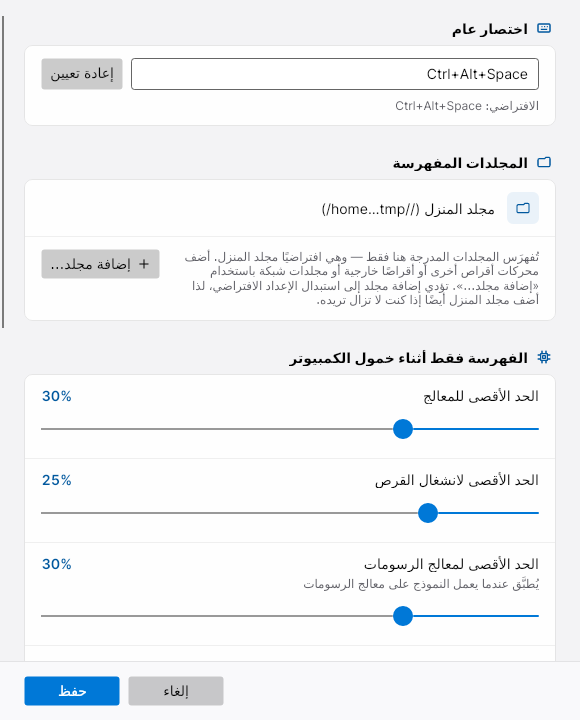 اختصار عام
Ctrl+Alt+Space
إعادة تعيين
الافتراضي: Ctrl+Alt+Space
المجلدات المفهرسة
مجلد المنزل (/home...tmp//)
تُفهرَس المجلدات المدرجة هنا فقط — وهي افتراضيًا مجلد المنزل. أضف
محركات أقراص أخرى أو أقراصًا خارجية أو مجلدات شبكة باستخدام
«إضافة مجلد...». تؤدي إضافة مجلد إلى استبدال الإعداد الافتراضي، لذا
أضف مجلد المنزل أيضًا إذا كنت لا تزال تريده.
+ إضافة مجلد...
الفهرسة فقط أثناء خمول الكمبيوتر
الحد الأقصى للمعالج
30%
الحد الأقصى لانشغال القرص
25%
الحد الأقصى لمعالج الرسومات
30%
يُطبَّق عندما يعمل النموذج على معالج الرسومات
إلغاء
حفظ